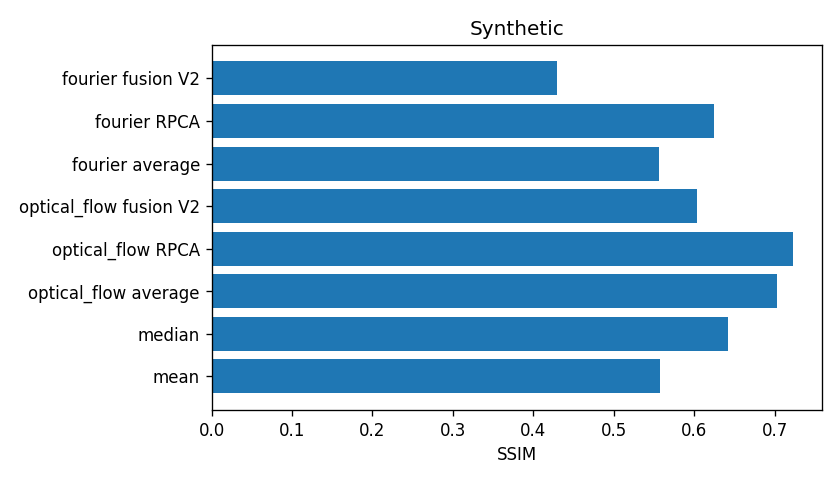 Synthetic
fourier fusion V2
fourier RPCA
fourier average
optical_flow fusion V2
optical_flow RPCA
optical_flow average
median
mean
0.0 0.1 0.2 0.3 0.4 0.5 0.6 0.7
SSIM